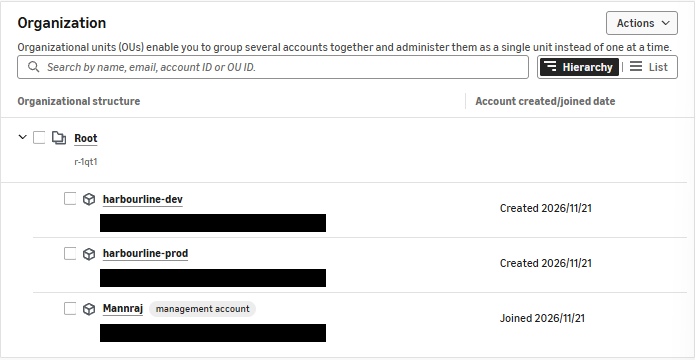 Organization
Actions
Organizational units (OUs) enable you to group several accounts together and administer them as a single unit instead of one at a time.
Search by name, email, account ID or OU ID.
Hierarchy
List
Organizational structure
Account created/joined date
Root
r-1qt1
harbourline-dev
Created 2026/11/21
harbourline-prod
Created 2026/11/21
Mannraj management account
Joined 2026/11/21